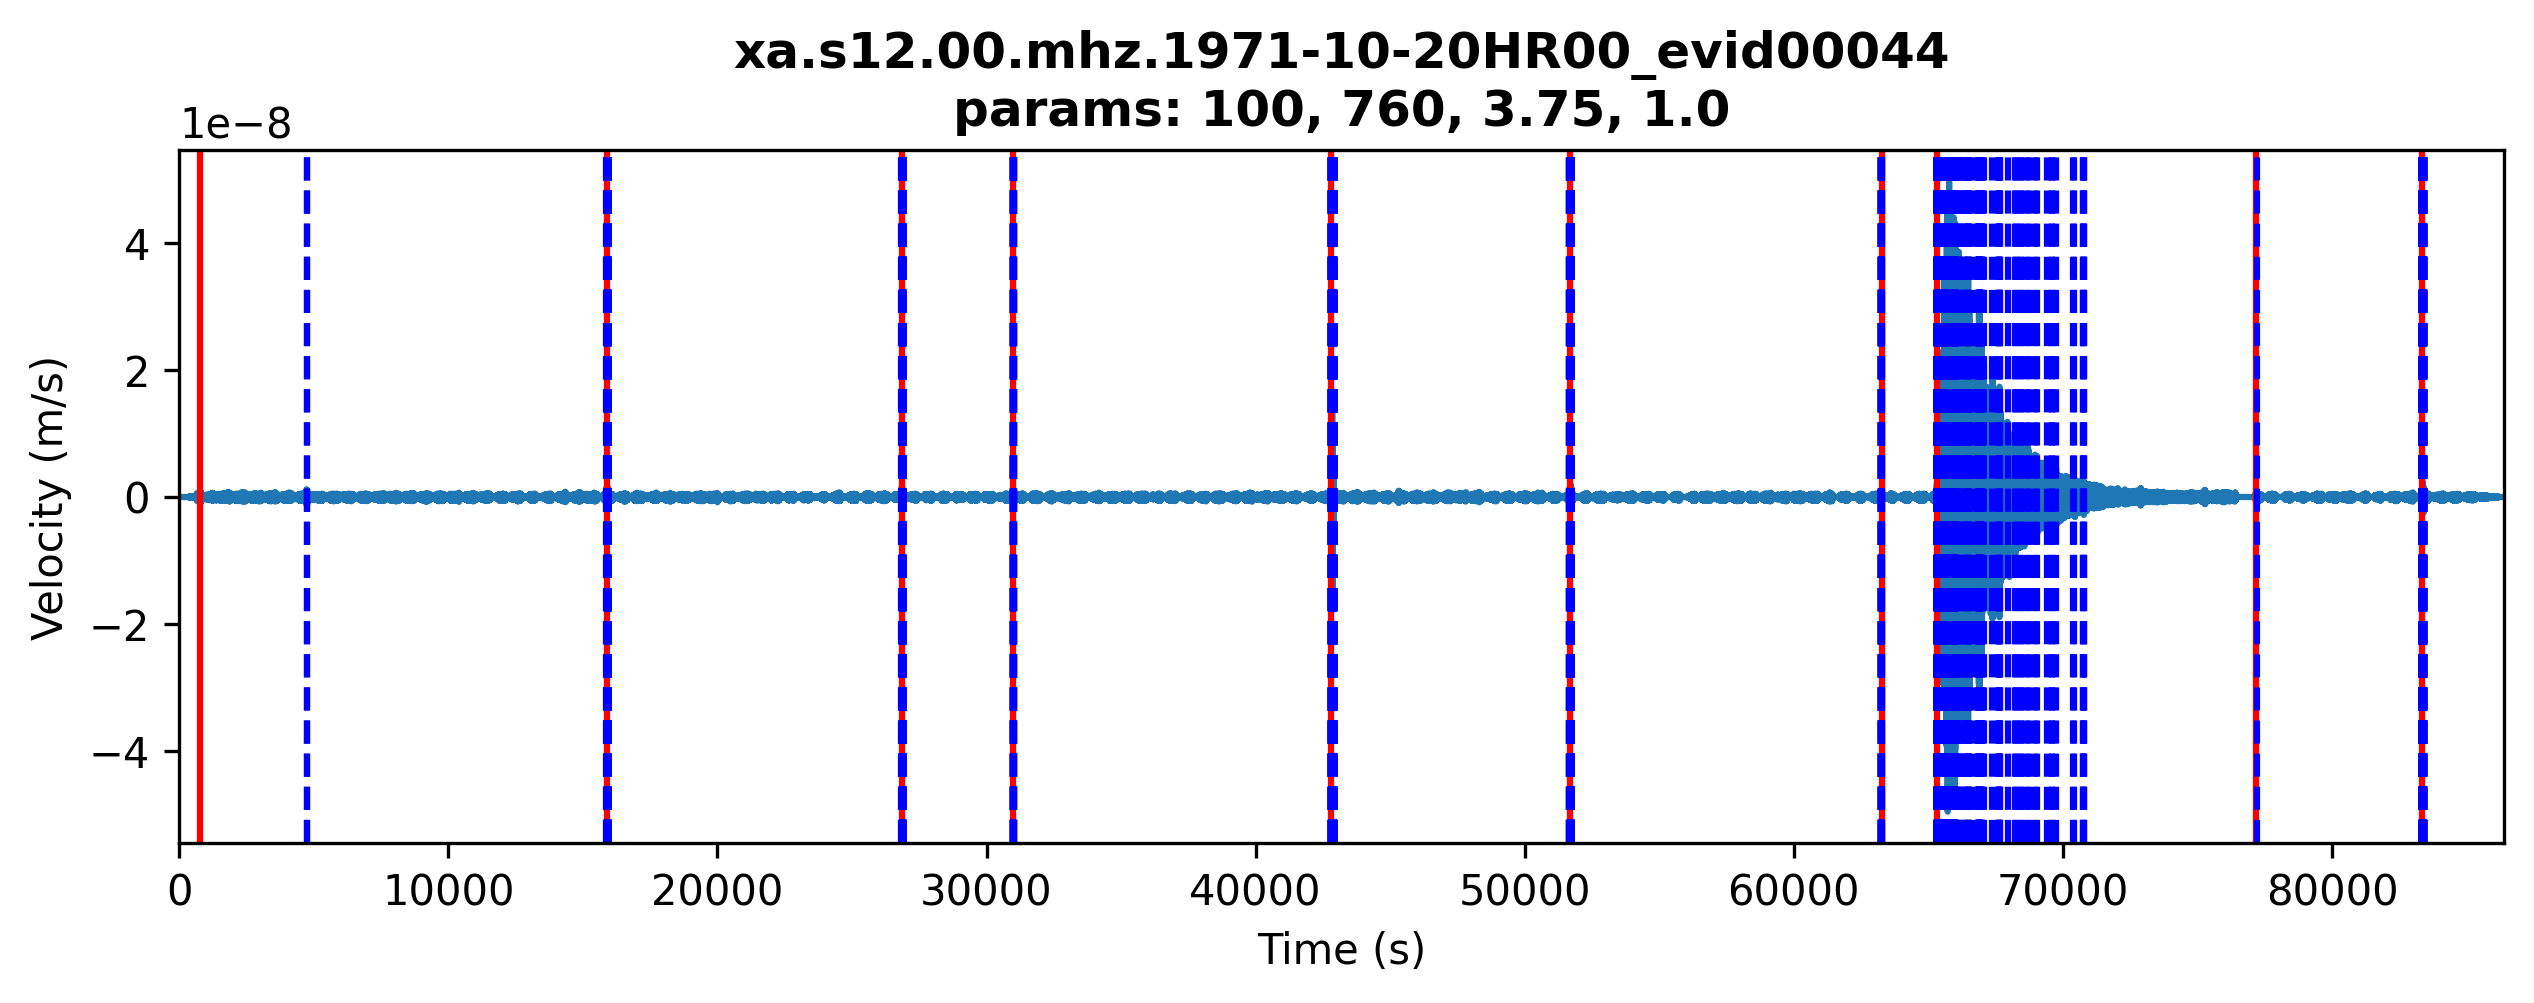 xa.s12.00.mhz.1971-10-20HR00_evid00044
params: 100, 760, 3.75, 1.0
1e−8
4
2
0
−2
−4
Velocity (m/s)
0 10000 20000 30000 40000 50000 60000 70000 80000
Time (s)